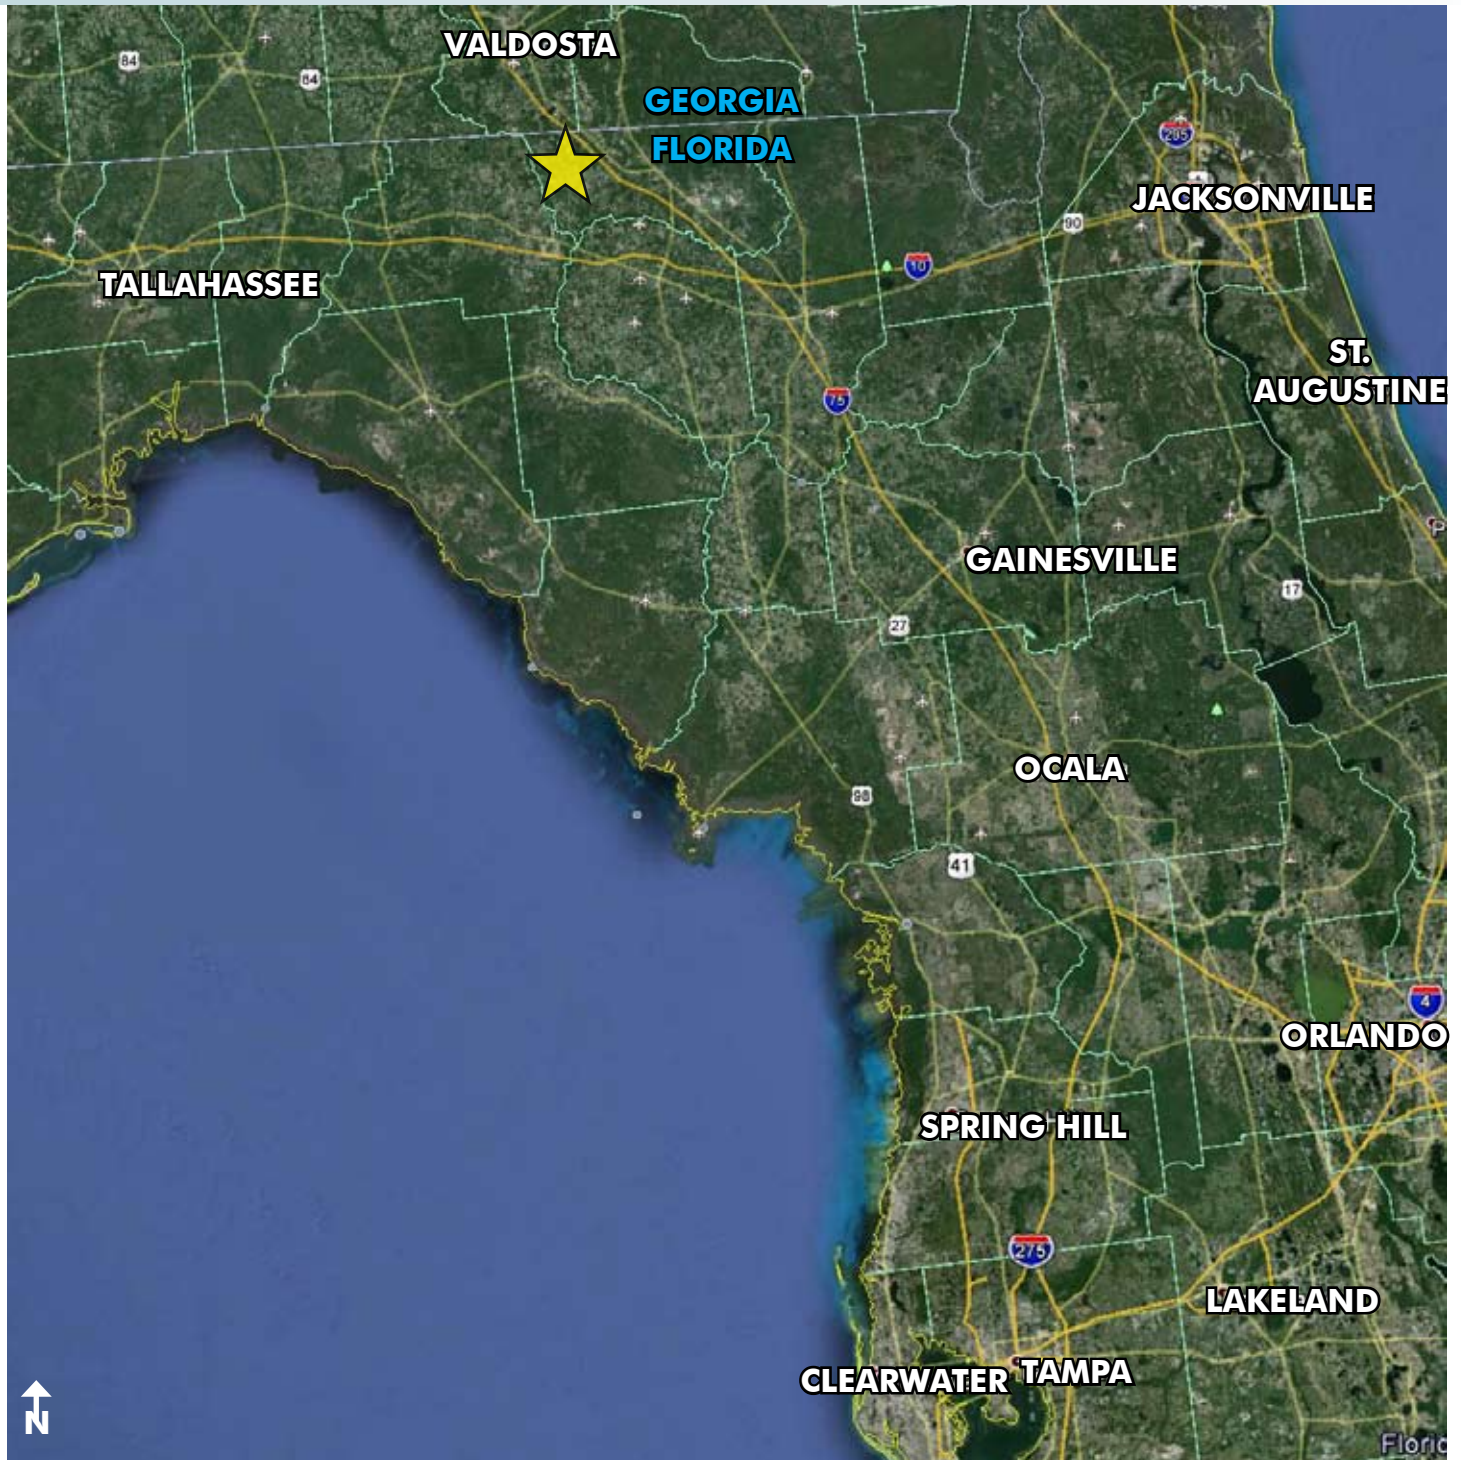 VALDOSTA
84
84
GEORGIA
FLORIDA
295
JACKSONVILLE
90
10
TALLAHASSEE
ST.
AUGUSTINE
75
GAINESVILLE
17
27
OCALA
98
41
4
ORLANDO
SPRING HILL
275
LAKELAND
TAMPA
CLEARWATER
N